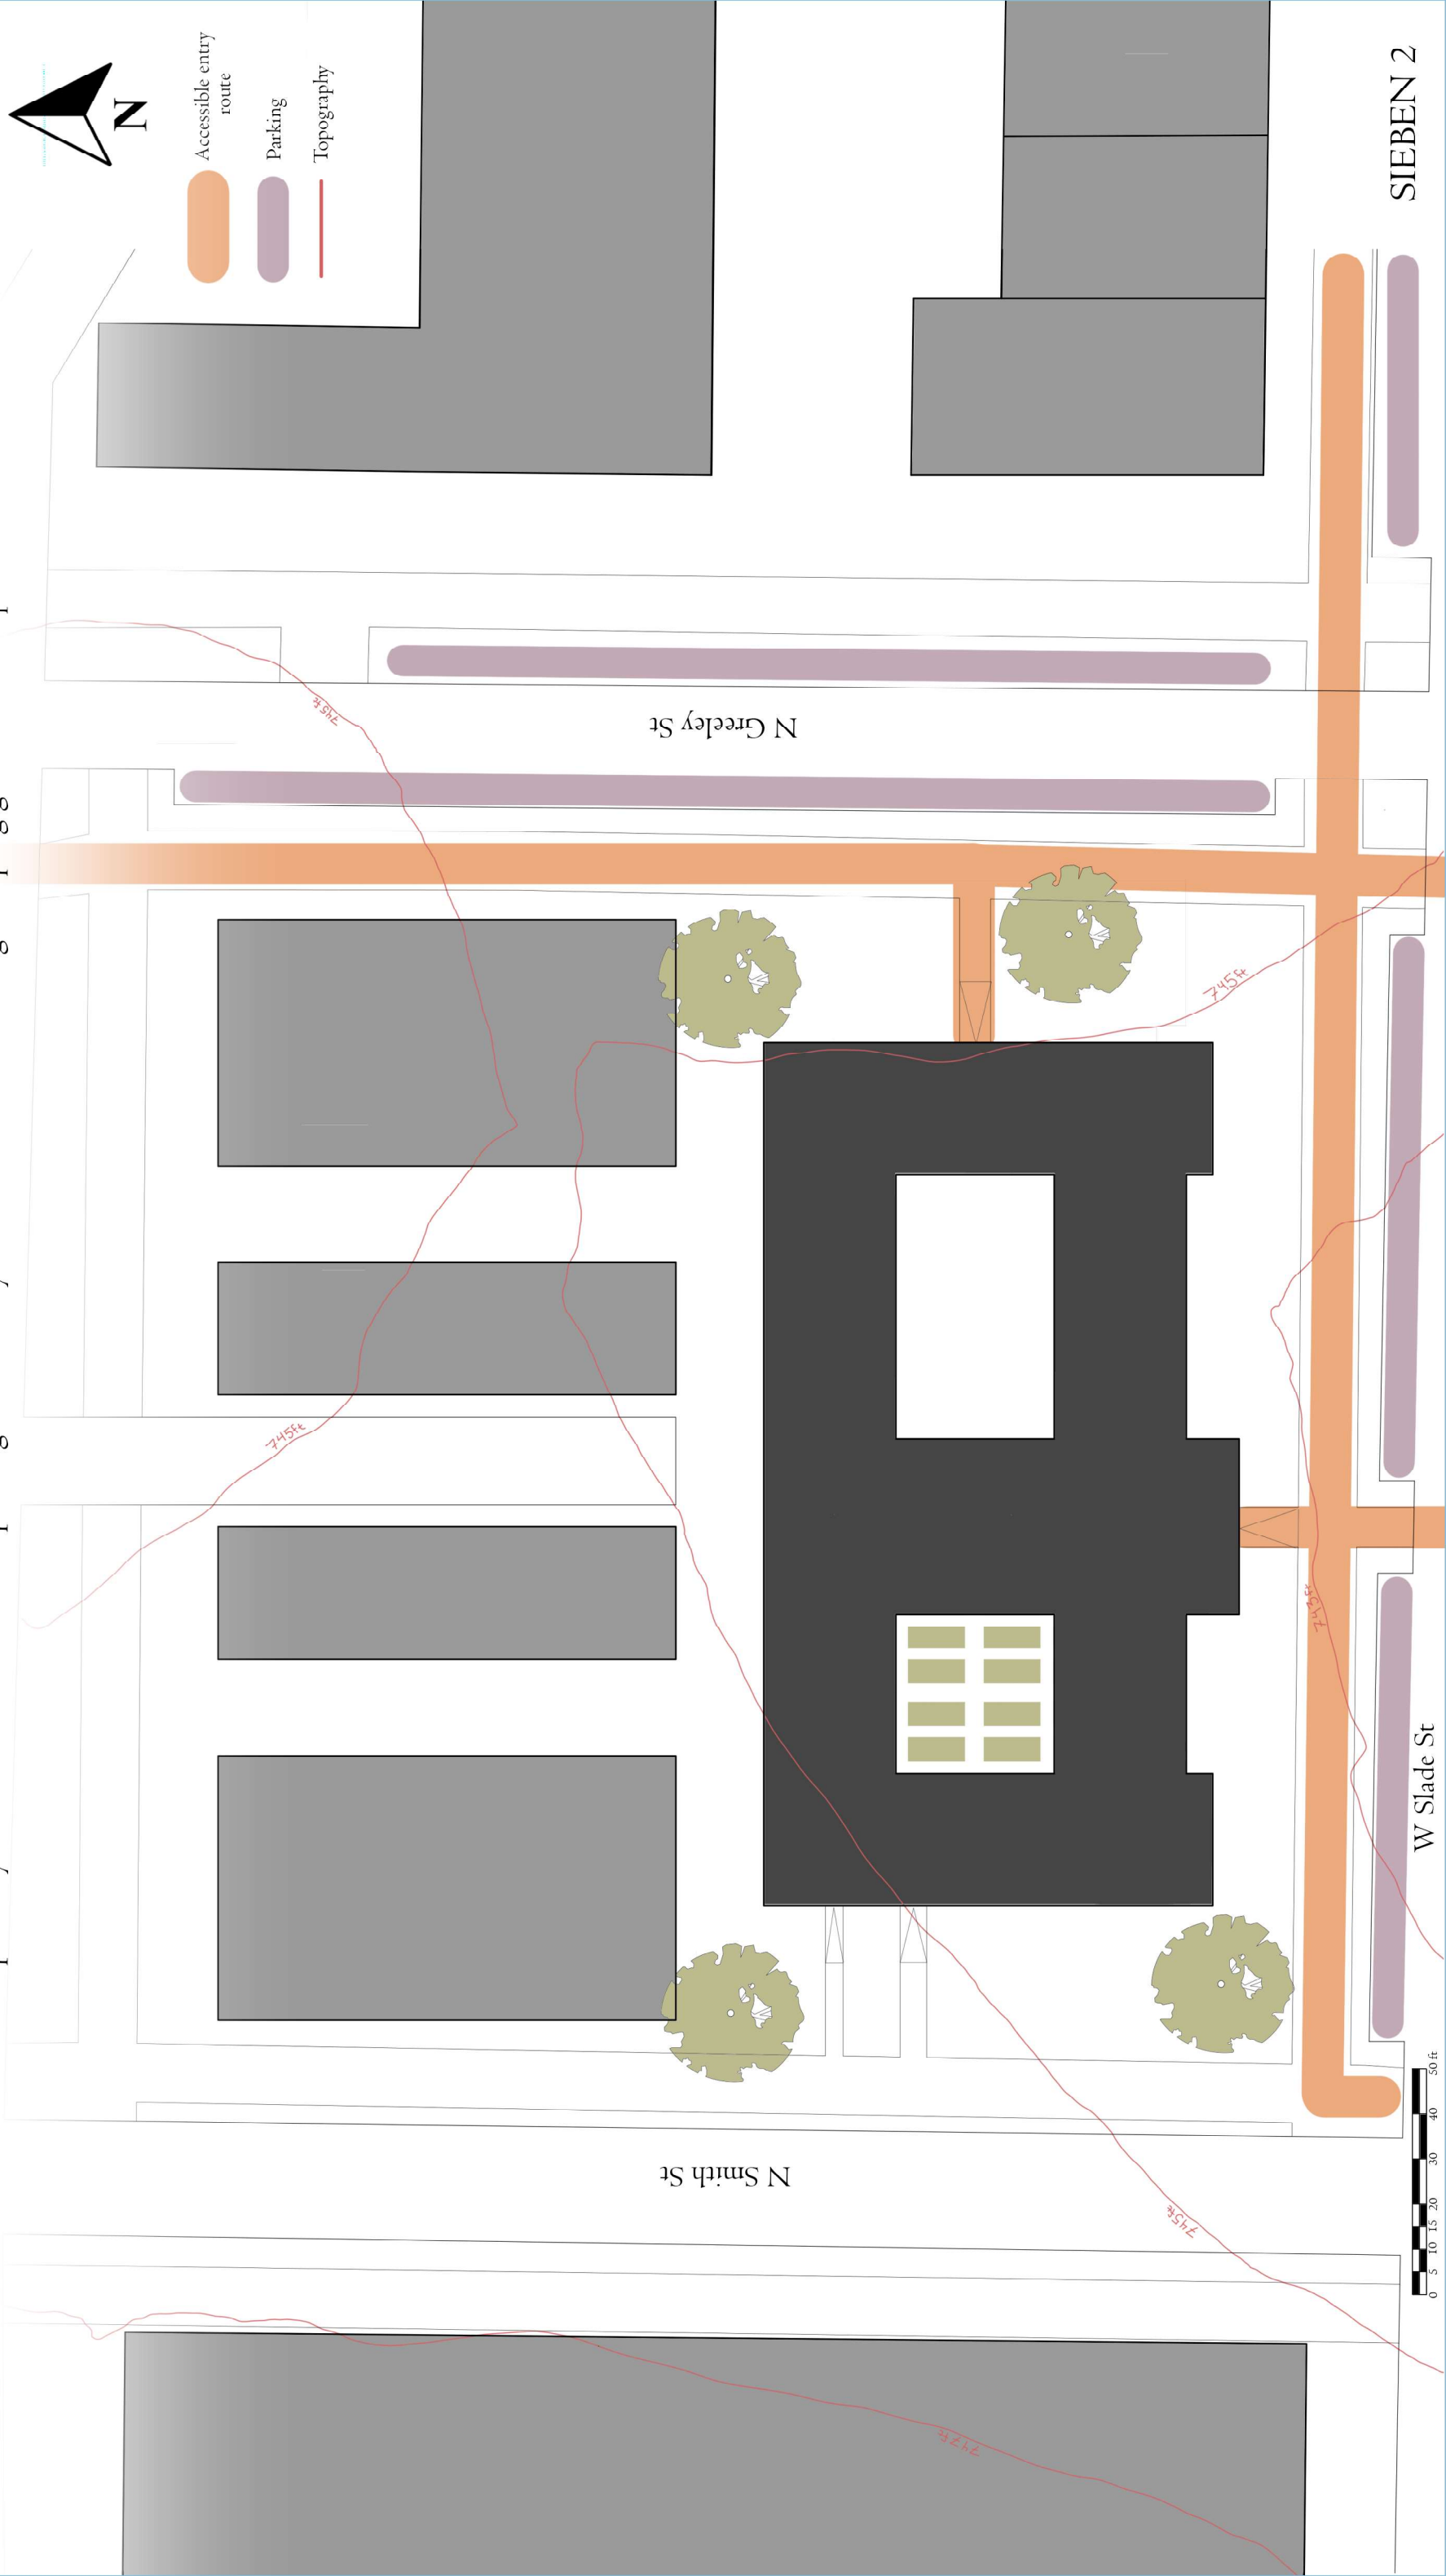 SIEBEN 2
N
Accessible entry
route
Parking
Topography
N Greeley St
745ft
745ft
745ft
743ft
W Slade St
N Smith St
745ft
747ft
0 5 10 15 20 30 40 50 ft